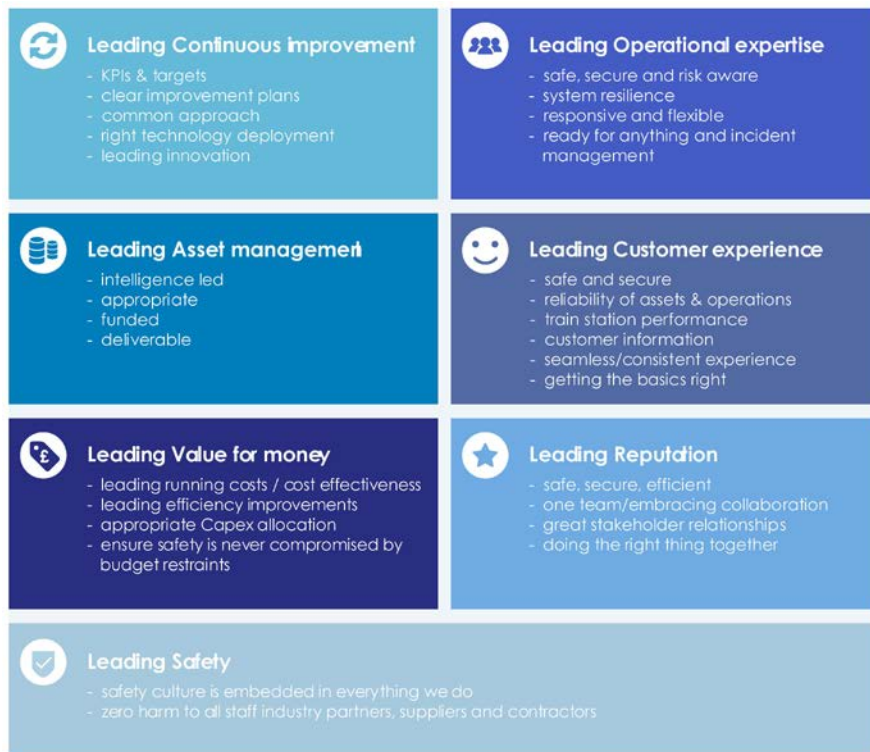 Leading Continuous improvement
- KPIs & targets
- clear improvement plans
- common approach
- right technology deployment
- leading innovation
Leading Operational expertise
- safe, secure and risk aware
- system resilience
- responsive and flexible
- ready for anything and incident
management
Leading Asset management
- intelligence led
- appropriate
- funded
- deliverable
Leading Customer experience
- safe and secure
- reliability of assets & operations
- train station performance
- customer information
- seamless/consistent experience
- getting the basics right
£
Leading Value for money
- leading running costs / cost effectiveness
- leading efficiency improvements
- appropriate Capex allocation
- ensure safety is never compromised by
budget restraints
Leading Reputation
- safe, secure, efficient
- one team/embracing collaboration
- great stakeholder relationships
- doing the right thing together
Leading Safety
- safety culture is embedded in everything we do
- zero harm to all staff industry partners, suppliers and contractors